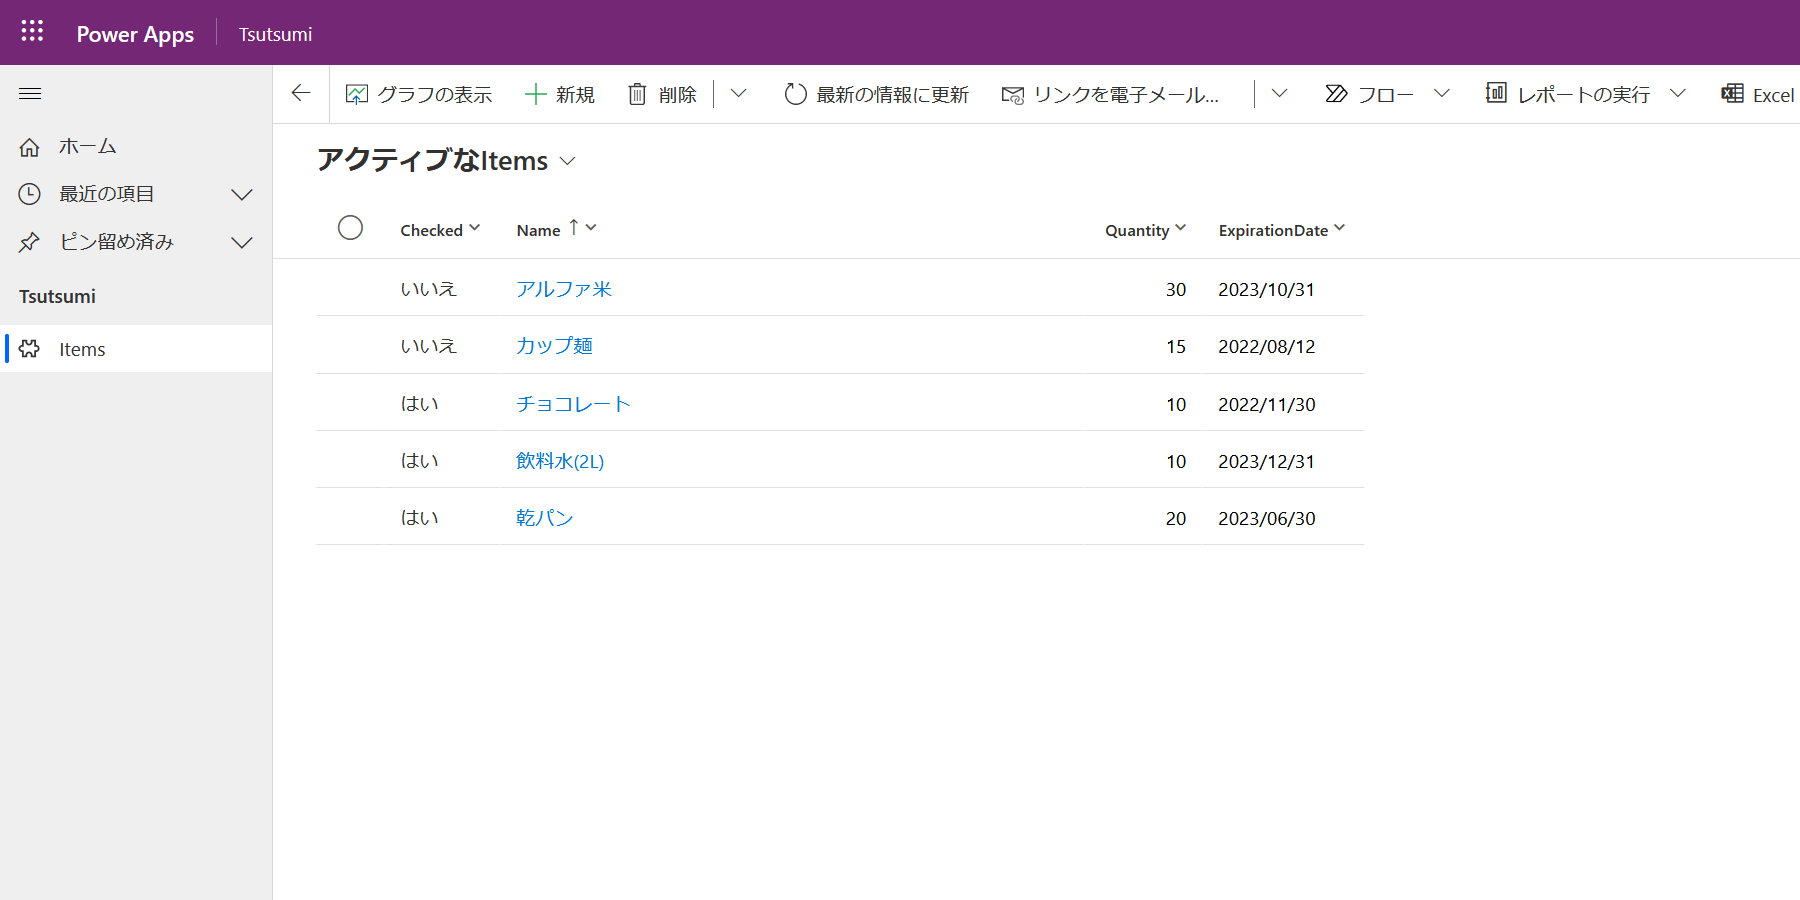 Power Apps Tsutsumi
グラフの表示 新規 削除 最新の情報に更新 リンクを電子メール... フロー レポートの実行 Excel
ホーム
最近の項目
ピン留め済み
Tsutsumi
Items
アクティブなItems
Checked Name Quantity ExpirationDate
いいえ アルファ米 30 2023/10/31
いいえ カップ麺 15 2022/08/12
はい チョコレート 10 2022/11/30
はい 飲料水(2L) 10 2023/12/31
はい 乾パン 20 2023/06/30